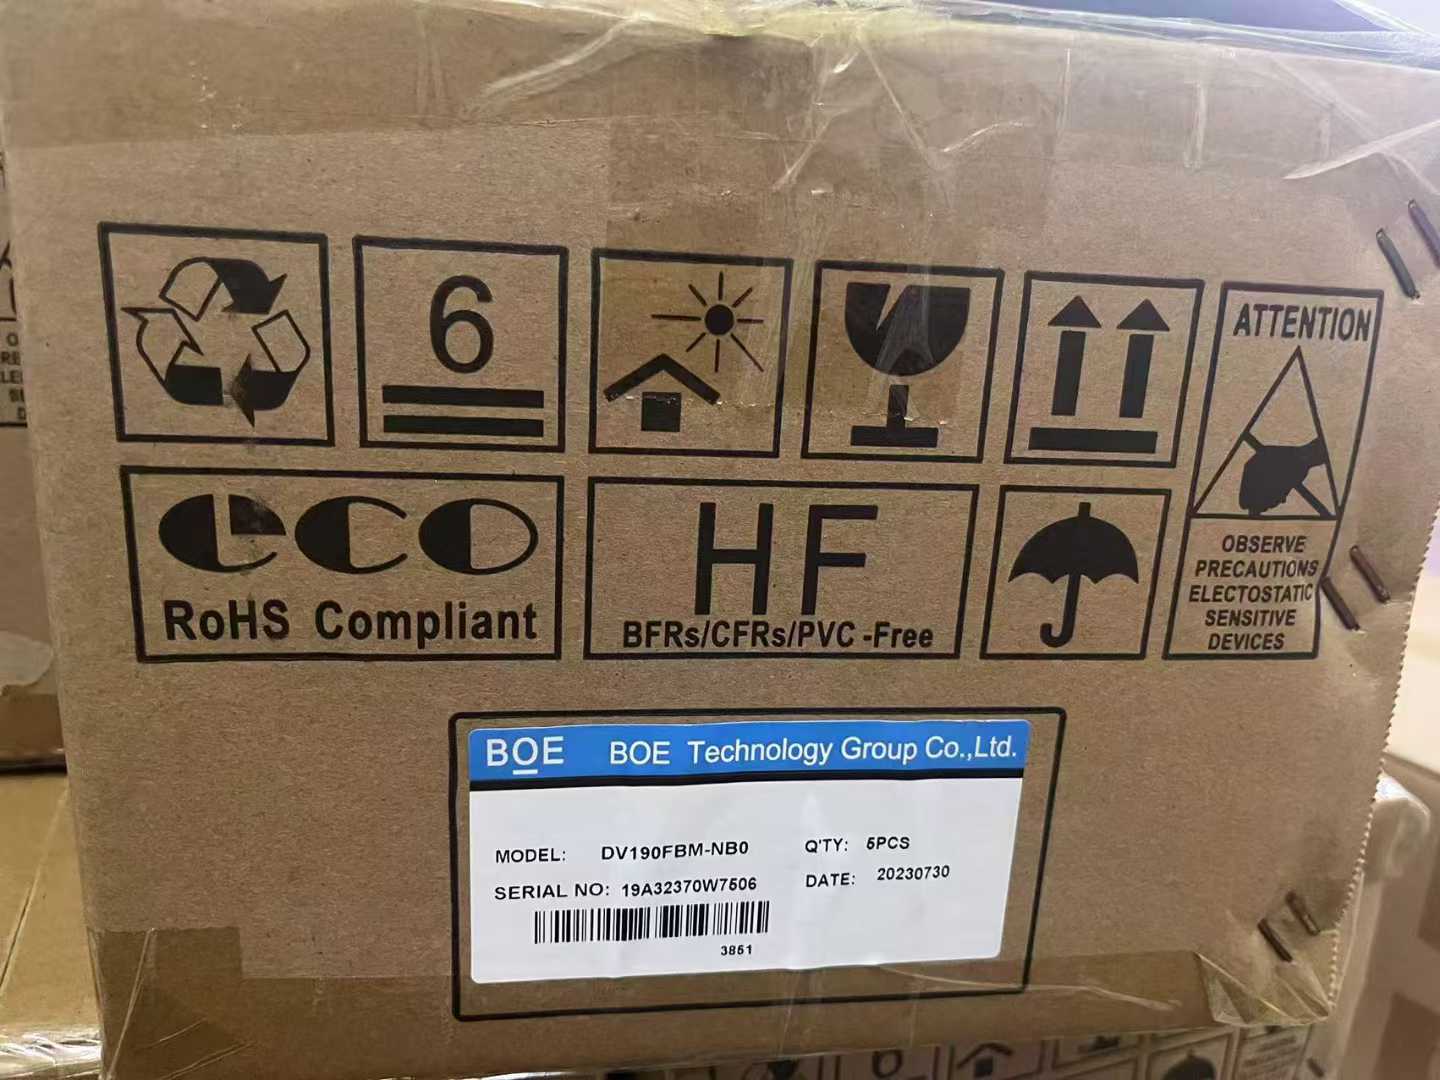 6
ATTENTION
OBSERVE
PRECAUTIONS
ELECTOSTATIC
SENSITIVE
DEVICES
eco
RoHS Compliant
HF
BFRs/CFRs/PVC -Free
BOE BOE Technology Group Co.,Ltd.
MODEL: DV190FBM-NB0 Q'TY: 5PCS
SERIAL NO: 19A32370W7506 DATE: 20230730
3851